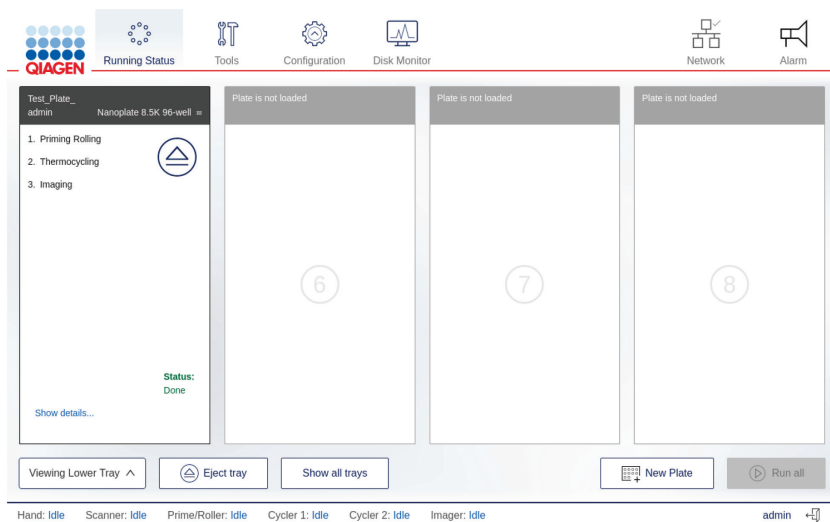 QIAGEN
Running Status
Tools
Configuration
Disk Monitor
Network
Alarm
Test_Plate_
admin Nanoplate 8.5K 96-well
Plate is not loaded
Plate is not loaded
Plate is not loaded
1. Priming Rolling
2. Thermocycling
3. Imaging
6
7
8
Status:
Done
Show details...
Viewing Lower Tray
Eject tray
Show all trays
New Plate
Run all
Hand: Idle Scanner: Idle Prime/Roller: Idle Cycler 1: Idle Cycler 2: Idle Imager: Idle
admin